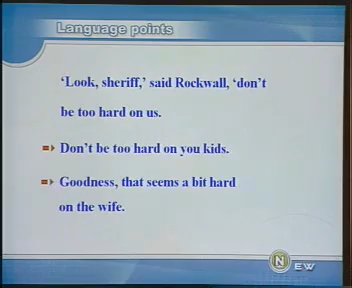 Language points
‘Look, sheriff,’ said Rockwall, ‘don’t
be too hard on us.
Don’t be too hard on you kids.
Goodness, that seems a bit hard
on the wife.
N EW